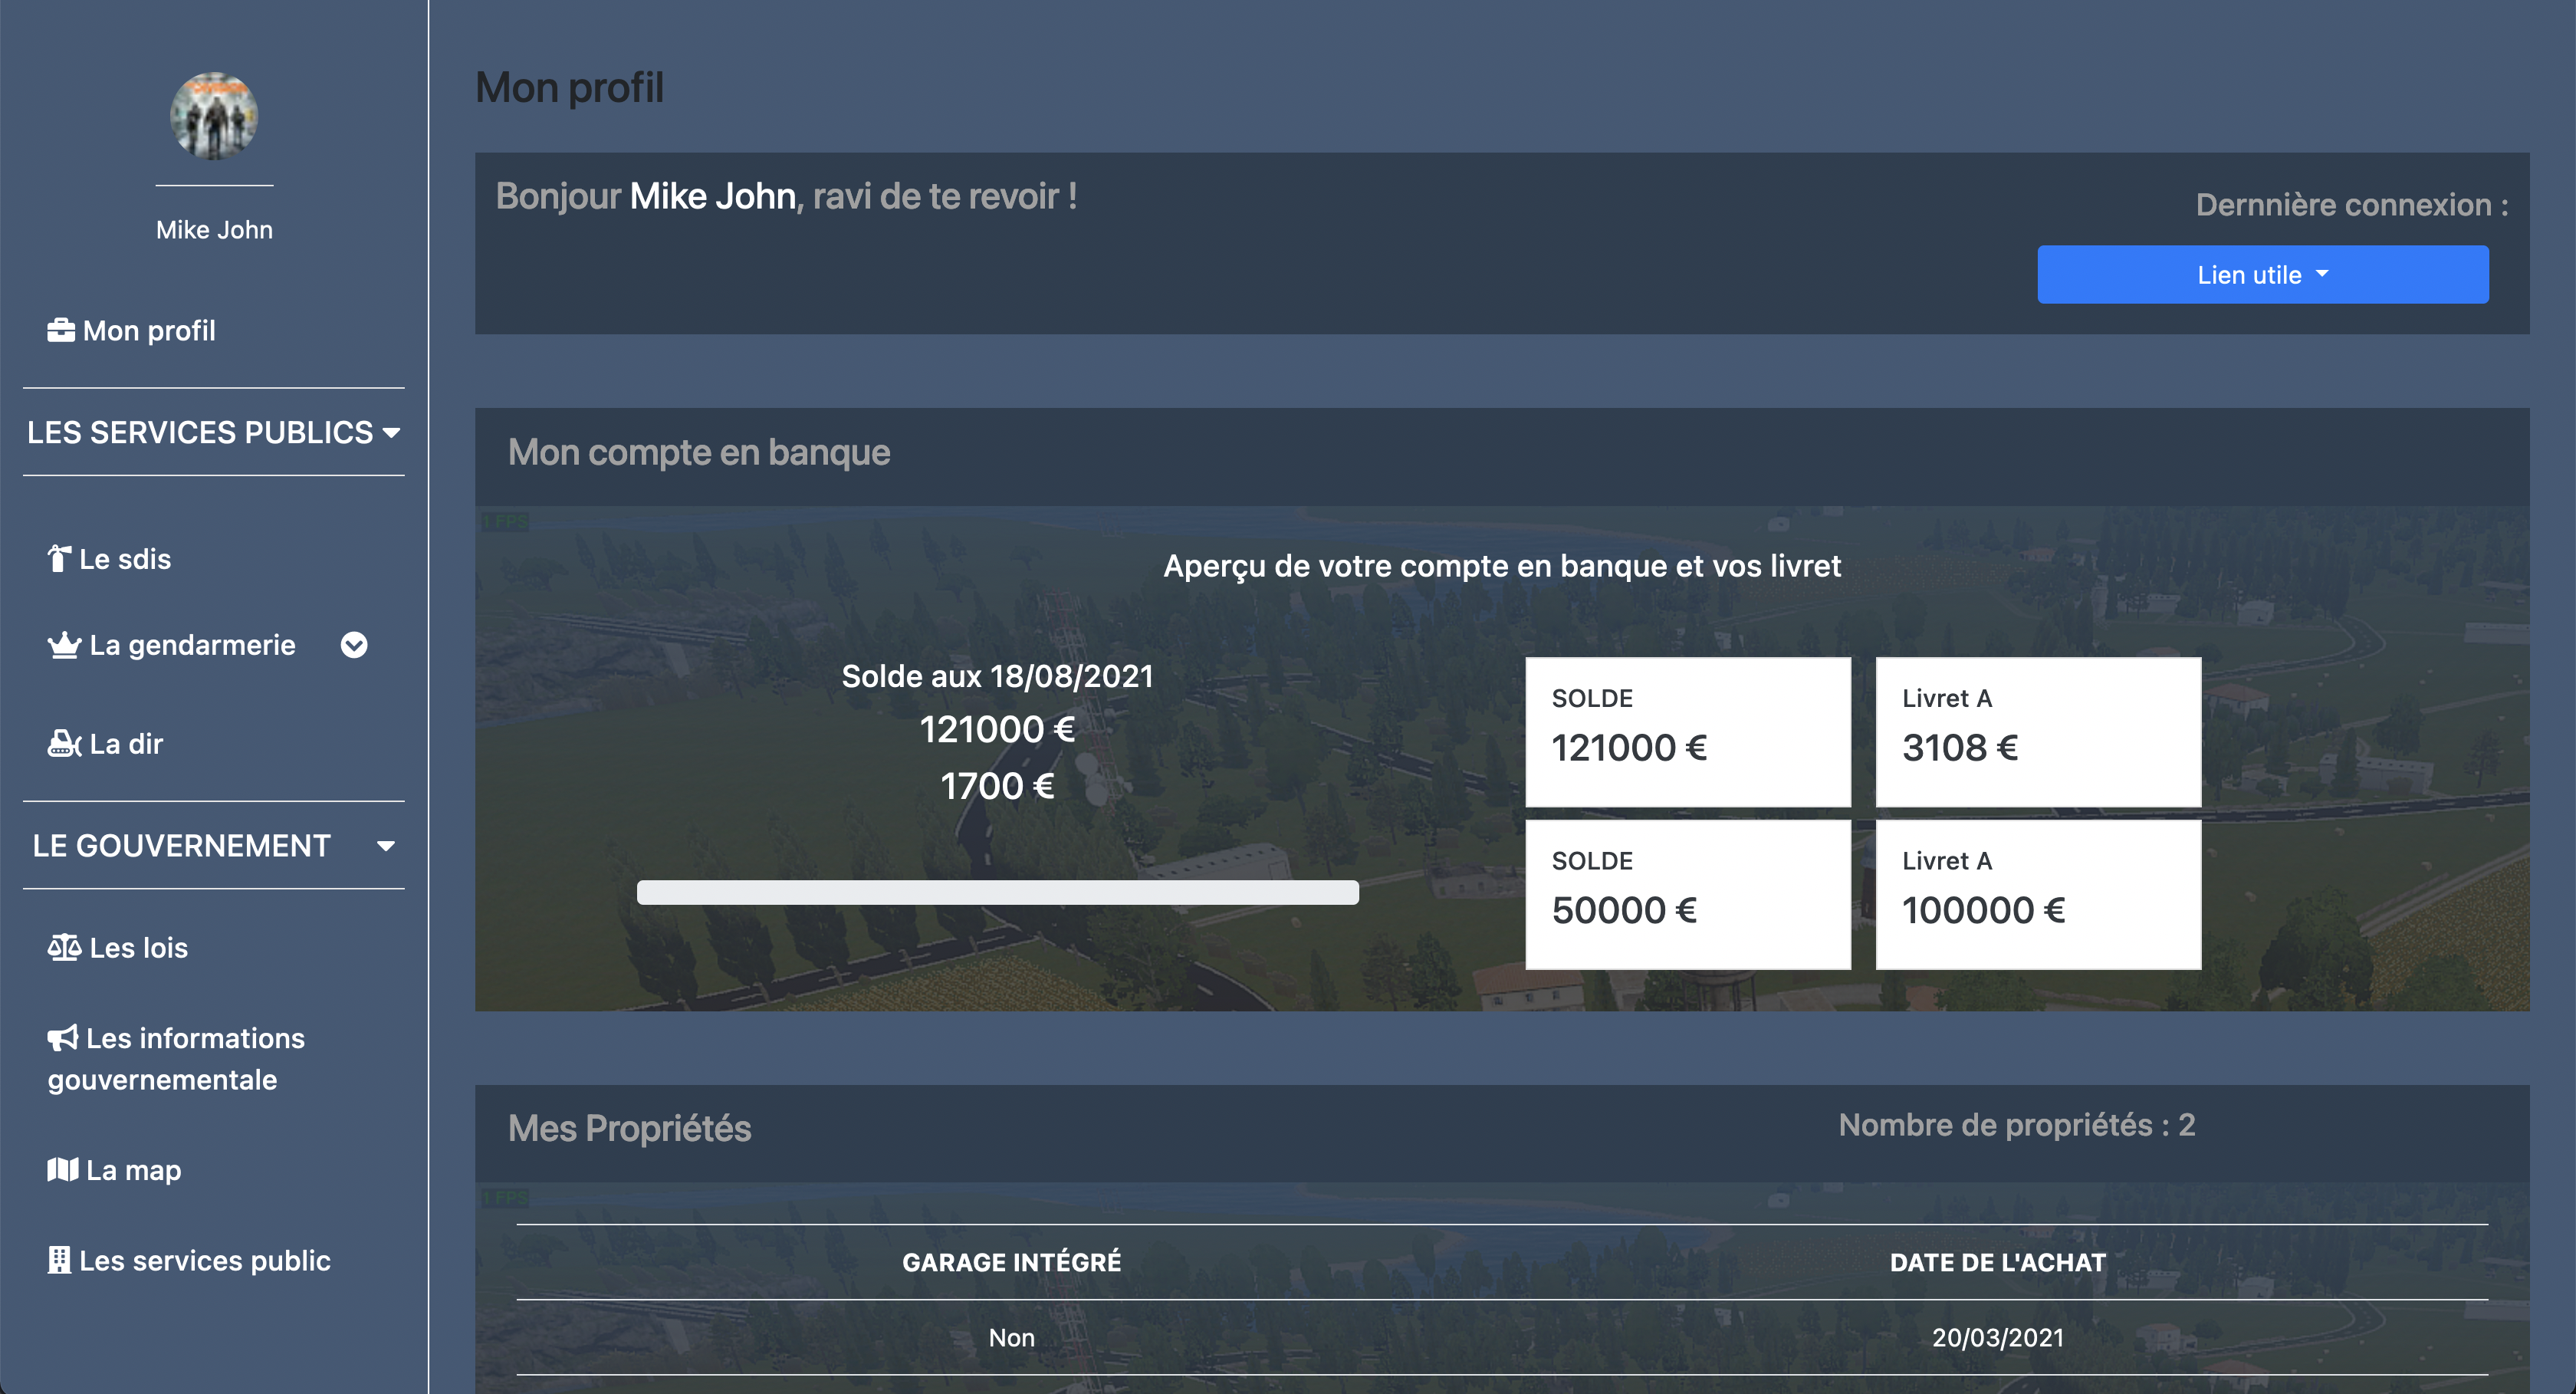 Mike John
Mon profil
LES SERVICES PUBLICS
Le sdis
La gendarmerie
La dir
LE GOUVERNEMENT
Les lois
Les informations
gouvernementale
La map
Les services public
Mon profil
Bonjour Mike John, ravi de te revoir !
Dernnière connexion :
Lien utile
Mon compte en banque
1 FPS
Aperçu de votre compte en banque et vos livret
Solde aux 18/08/2021
121000 €
1700 €
SOLDE
121000 €
Livret A
3108 €
SOLDE
50000 €
Livret A
100000 €
Mes Propriétés
Nombre de propriétés : 2
1 FPS
GARAGE INTÉGRÉ
DATE DE L'ACHAT
Non
20/03/2021